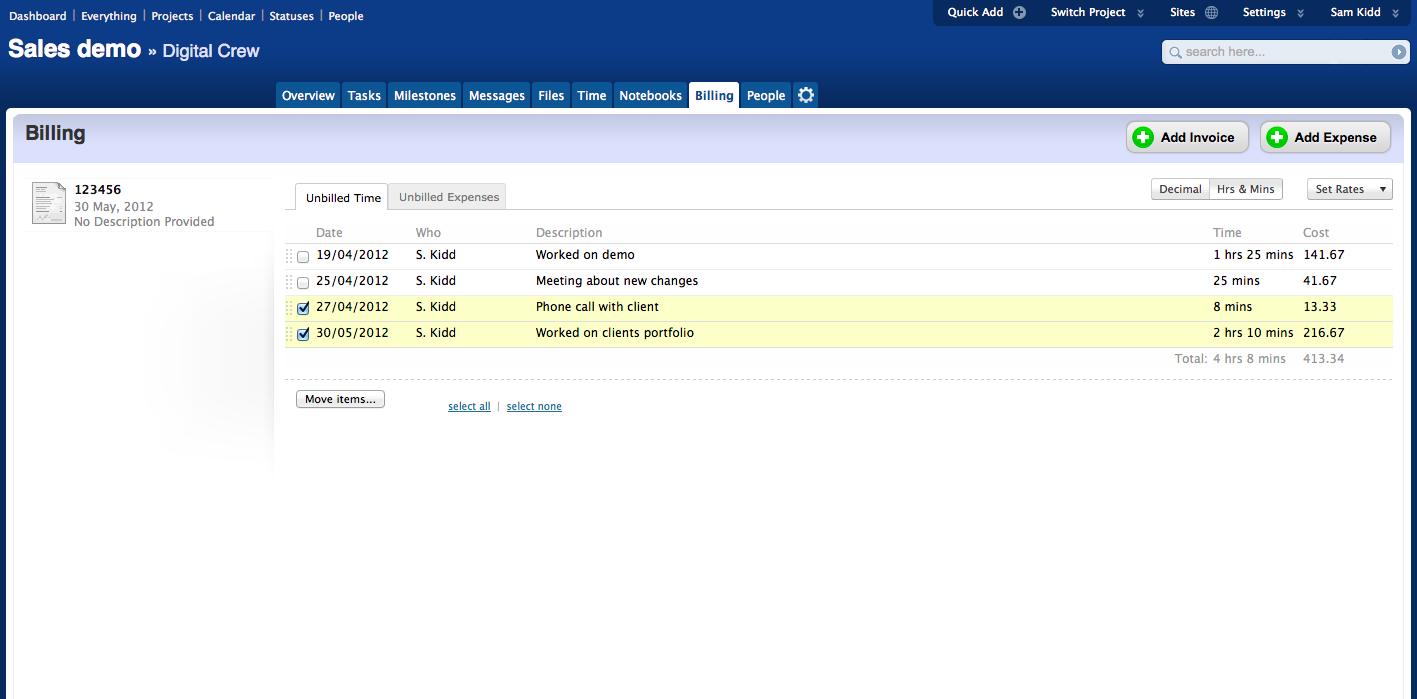 Dashboard | Everything | Projects | Calendar | Statuses | People
Quick Add Switch Project Sites Settings Sam Kidd
Sales demo » Digital Crew
search here...
Overview Tasks Milestones Messages Files Time Notebooks Billing People
Billing
Add Invoice Add Expense
123456
30 May, 2012
No Description Provided
Unbilled Time Unbilled Expenses
Decimal Hrs & Mins Set Rates
Date Who Description Time Cost
19/04/2012 S. Kidd Worked on demo 1 hrs 25 mins 141.67
25/04/2012 S. Kidd Meeting about new changes 25 mins 41.67
27/04/2012 S. Kidd Phone call with client 8 mins 13.33
30/05/2012 S. Kidd Worked on clients portfolio 2 hrs 10 mins 216.67
Total: 4 hrs 8 mins 413.34
Move items... select all | select none